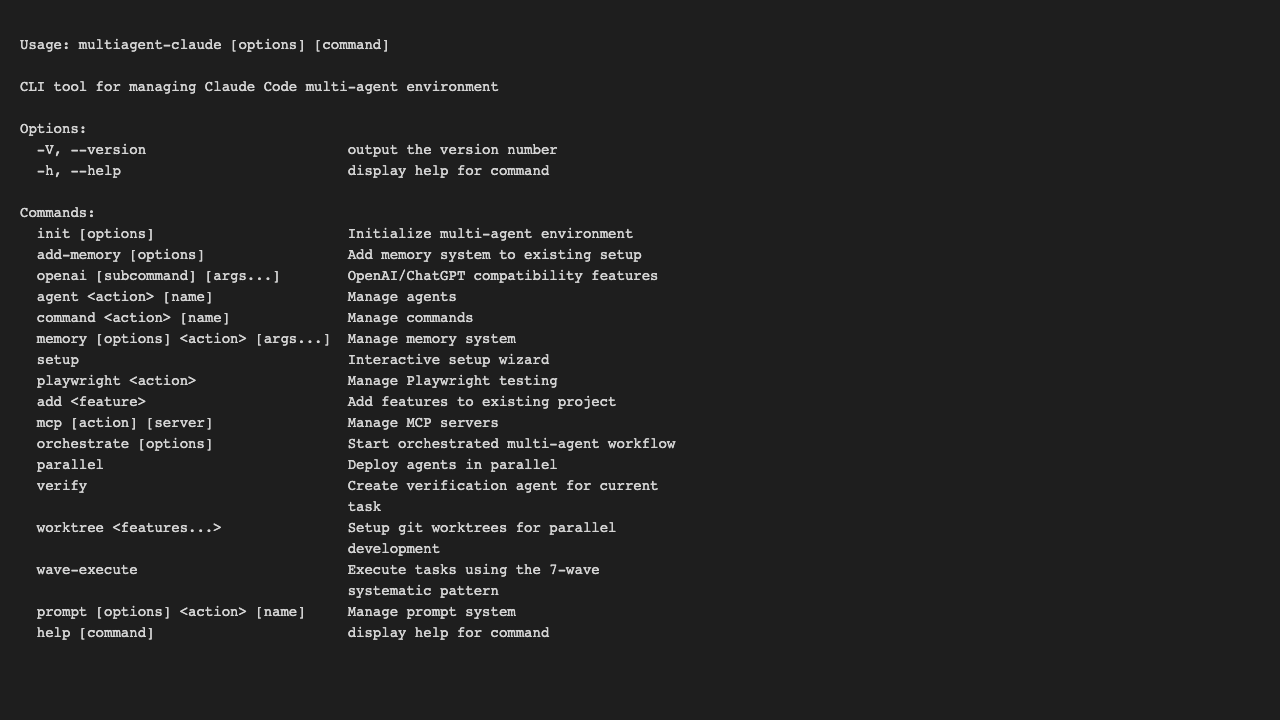 Usage: multiagent-claude [options] [command]

CLI tool for managing Claude Code multi-agent environment

Options:
  -V, --version                        output the version number
  -h, --help                           display help for command

Commands:
  init [options]                       Initialize multi-agent environment
  add-memory [options]                 Add memory system to existing setup
  openai [subcommand] [args...]        OpenAI/ChatGPT compatibility features
  agent <action> [name]                Manage agents
  command <action> [name]              Manage commands
  memory [options] <action> [args...]  Manage memory system
  setup                                Interactive setup wizard
  playwright <action>                  Manage Playwright testing
  add <feature>                        Add features to existing project
  mcp [action] [server]                Manage MCP servers
  orchestrate [options]                Start orchestrated multi-agent workflow
  parallel                             Deploy agents in parallel
  verify                               Create verification agent for current
                                       task
  worktree <features...>               Setup git worktrees for parallel
                                       development
  wave-execute                         Execute tasks using the 7-wave
                                       systematic pattern
  prompt [options] <action> [name]     Manage prompt system
  help [command]                       display help for command